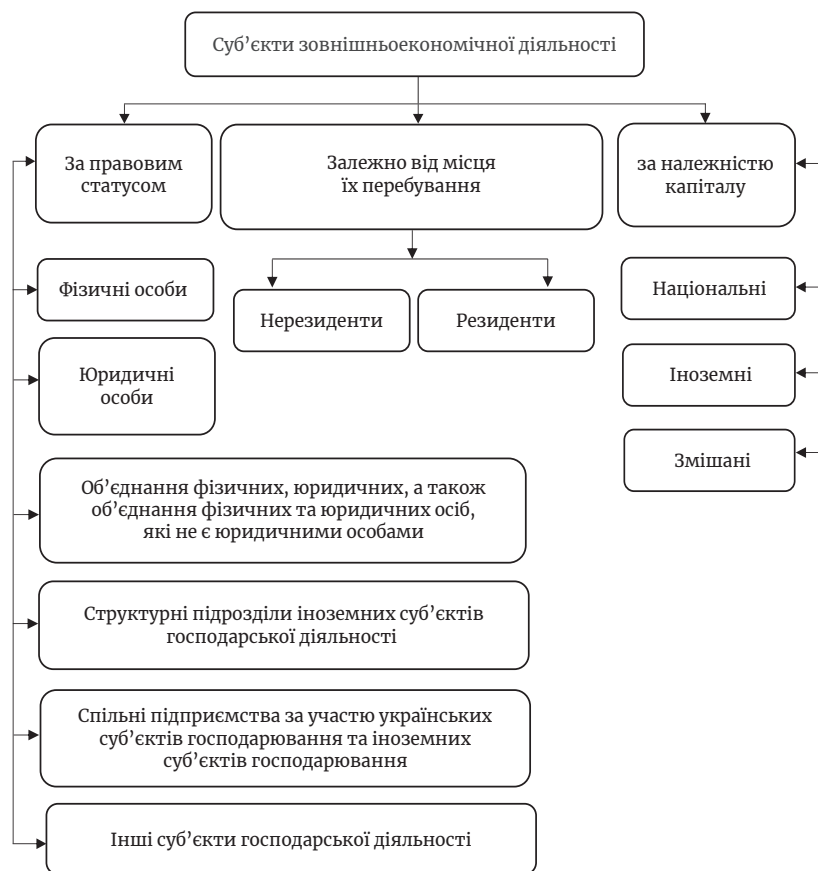 Суб’єкти зовнішньоекономічної діяльності
За правовим
статусом
Залежно від місця
їх перебування
за належністю
капіталу
Фізичні особи
Нерезиденти
Резиденти
Національні
Юридичні
особи
Іноземні
Змішані
Об’єднання фізичних, юридичних, а також
об’єднання фізичних та юридичних осіб,
які не є юридичними особами
Структурні підрозділи іноземних суб’єктів
господарської діяльності
Спільні підприємства за участю українських
суб’єктів господарювання та іноземних
суб’єктів господарювання
Інші суб’єкти господарської діяльності